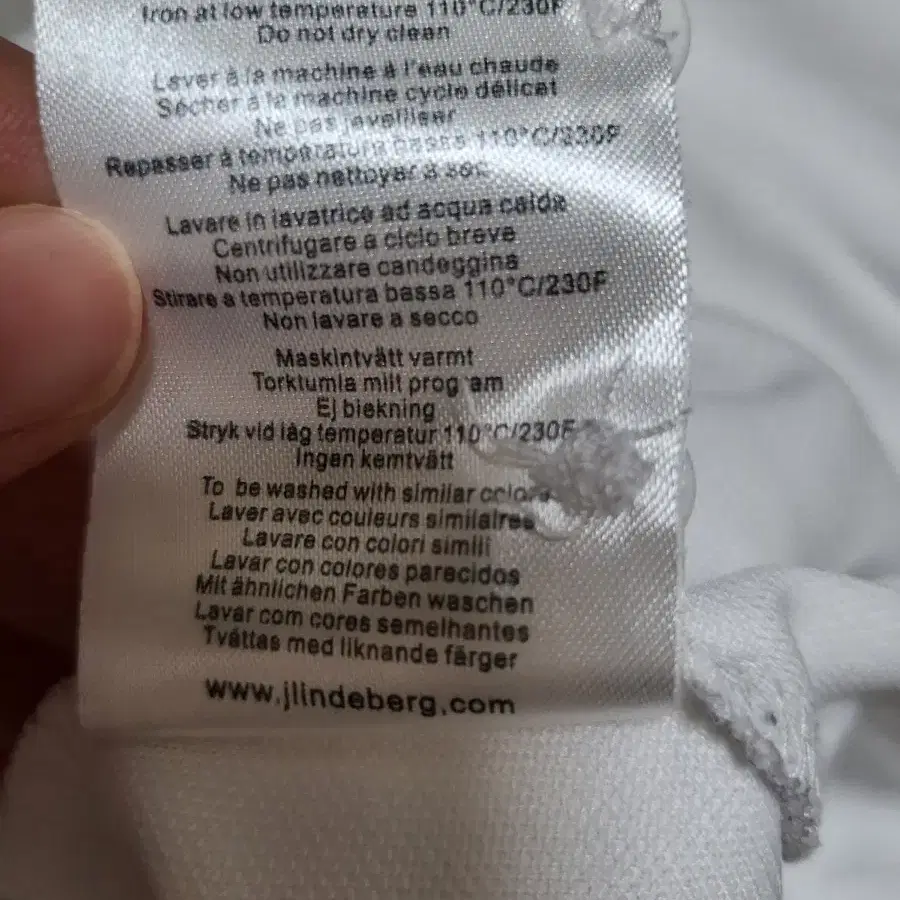 Iron at low temperature 110°C/230F
Do not dry clean
Laver à la machine à l'eau chaude
Sécher à la machine cycle délicat
Ne pas javelliser
Repasser à température basse 110°C/230F
Ne pas nettoyer à sec
Lavare in lavatrice ad acqua calda
Centrifugare a ciclo breve
Non utilizzare candeggina
Stirare a temperatura bassa 110°C/230F
Non lavare a secco
Maskintvätt varmt
Torktumla milt prog am
Ej blekning
Stryk vid låg temperatur 110°C/230F
Ingen kemtvätt
To be washed with similar colors
Laver avec couleurs similaires
Lavare con colori simili
Lavar con colores parecidos
Mit ähnlichen Farben waschen
Lavar com cores semelhantes
Tvättas med liknande färger
www.jlindeberg.com